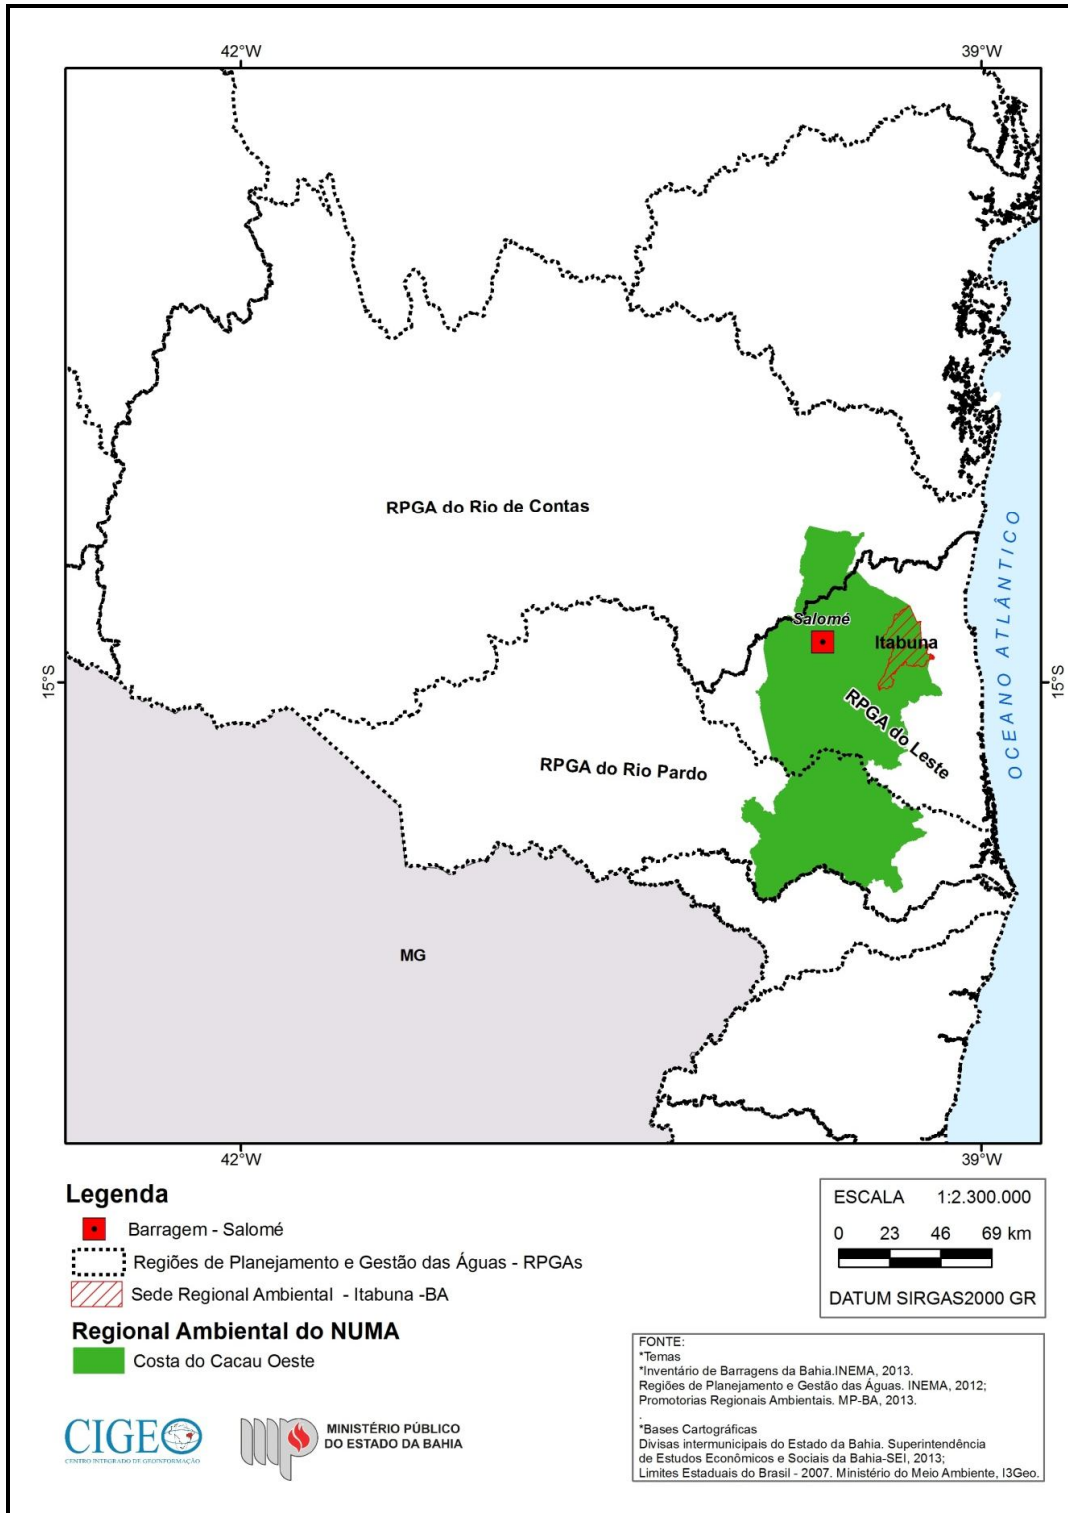 42°W
39°W
RPGA do Rio de Contas
OCEANO ATLÂNTICO
Salomé
Itabuna
15°S
15°S
RPGA do Leste
RPGA do Rio Pardo
MG
42°W
39°W
Legenda
Barragem - Salomé
Regiões de Planejamento e Gestão das Águas - RPGAs
Sede Regional Ambiental - Itabuna -BA
Regional Ambiental do NUMA
Costa do Cacau Oeste
ESCALA 1:2.300.000
0 23 46 69 km
DATUM SIRGAS2000 GR
FONTE:
*Temas
*Inventário de Barragens da Bahia.INEMA, 2013.
Regiões de Planejamento e Gestão das Águas. INEMA, 2012;
Promotorias Regionais Ambientais. MP-BA, 2013.
.
*Bases Cartográficas
Divisas intermunicipais do Estado da Bahia. Superintendência
de Estudos Econômicos e Sociais da Bahia-SEI, 2013;
Limites Estaduais do Brasil - 2007. Ministério do Meio Ambiente, I3Geo.
CIGEO
CENTRO INTEGRADO DE GEOINFORMAÇÃO
mp
MINISTÉRIO PÚBLICO
DO ESTADO DA BAHIA